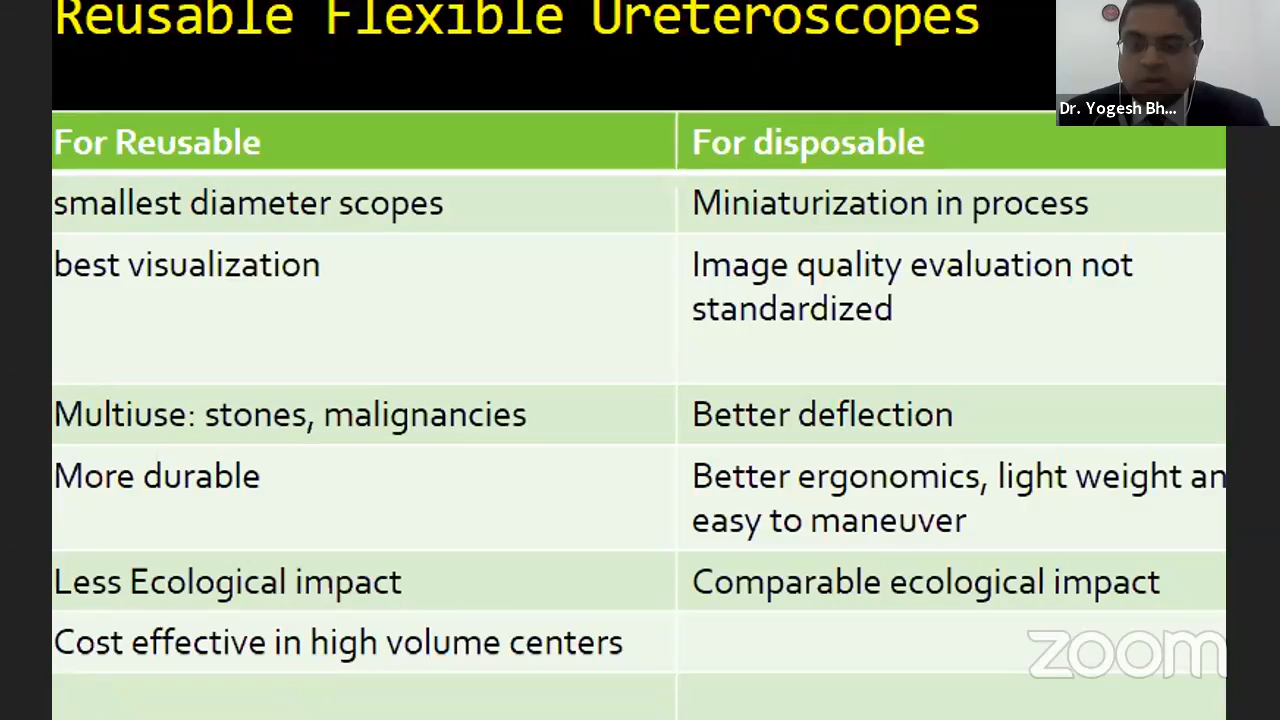 Reusable Flexible Ureteroscopes
Dr. Yogesh Bh...
For Reusable
For disposable
smallest diameter scopes
Miniaturization in process
best visualization
Image quality evaluation not
standardized
Multiuse: stones, malignancies
Better deflection
More durable
Better ergonomics, light weight an
easy to maneuver
Less Ecological impact
Comparable ecological impact
Cost effective in high volume centers
zoom